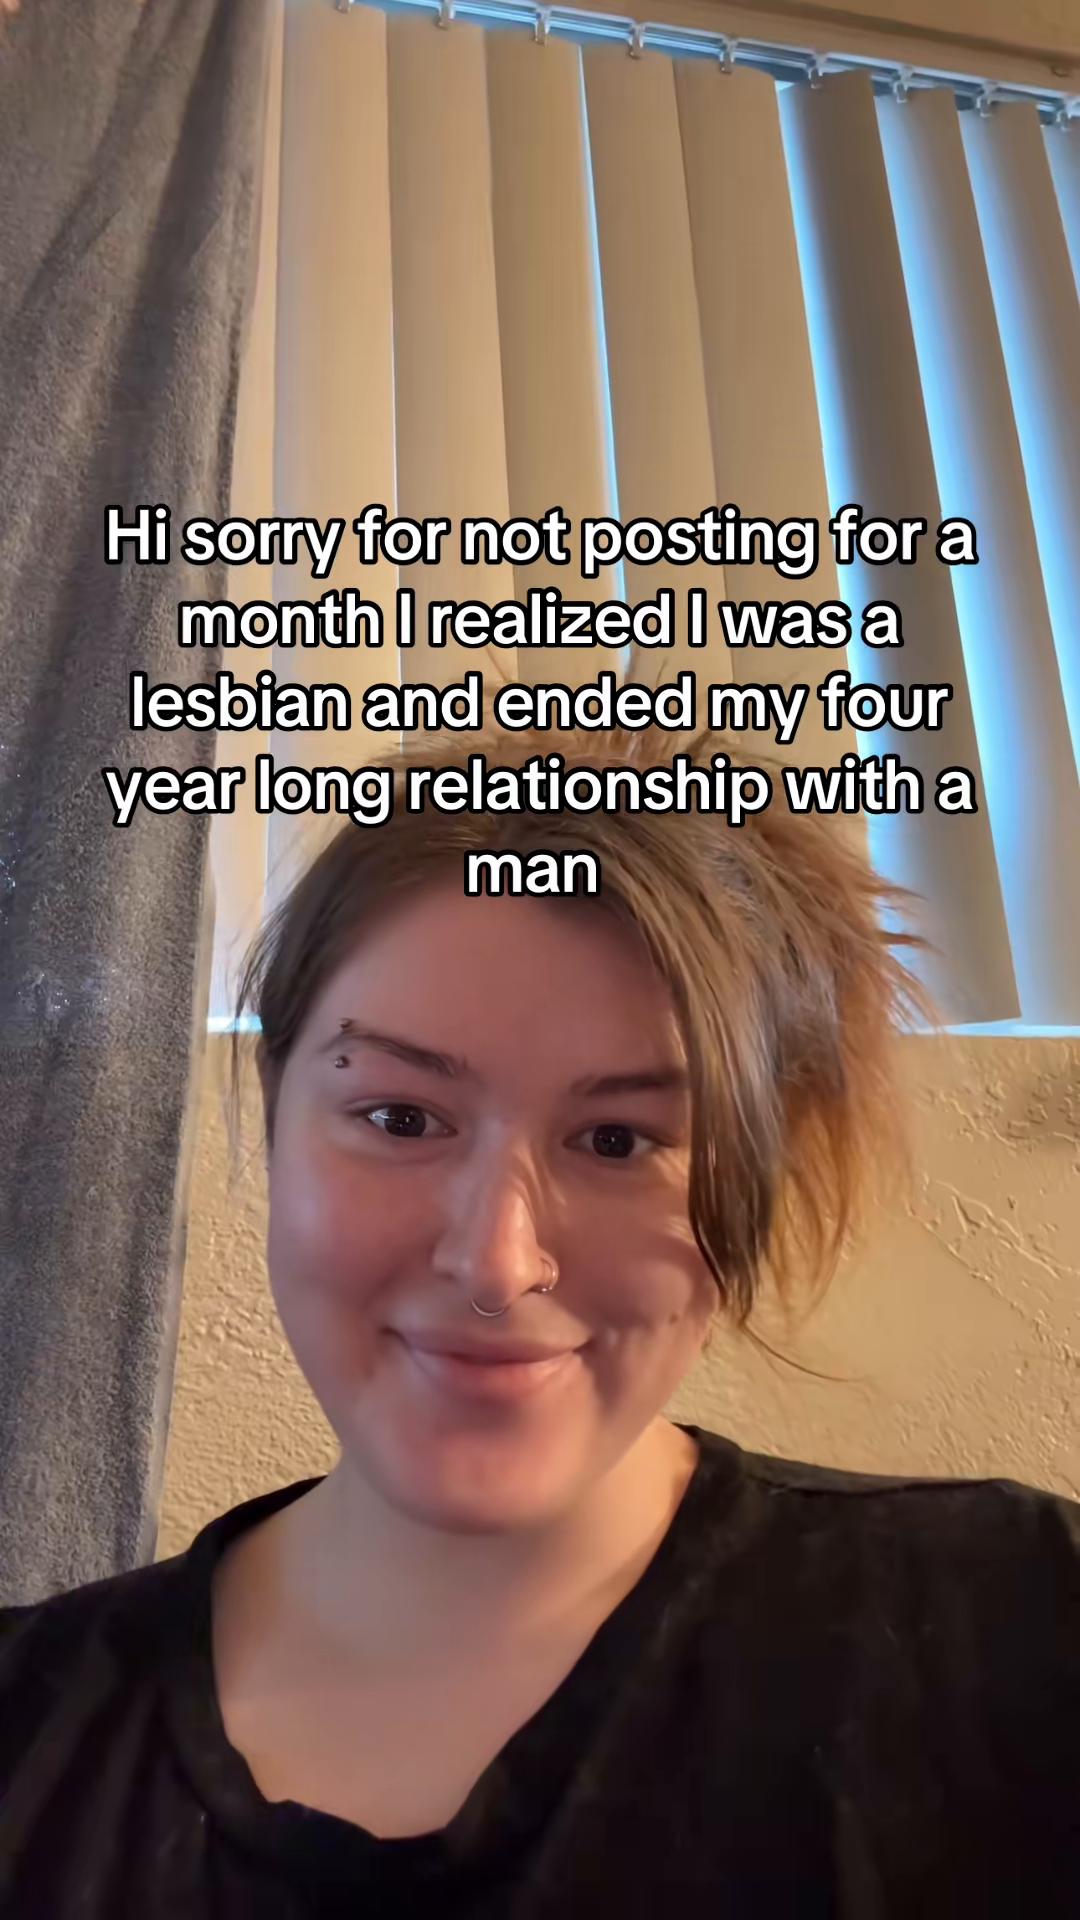 Hi sorry for not posting for a
month I realized I was a
lesbian and ended my four
year long relationship with a
man